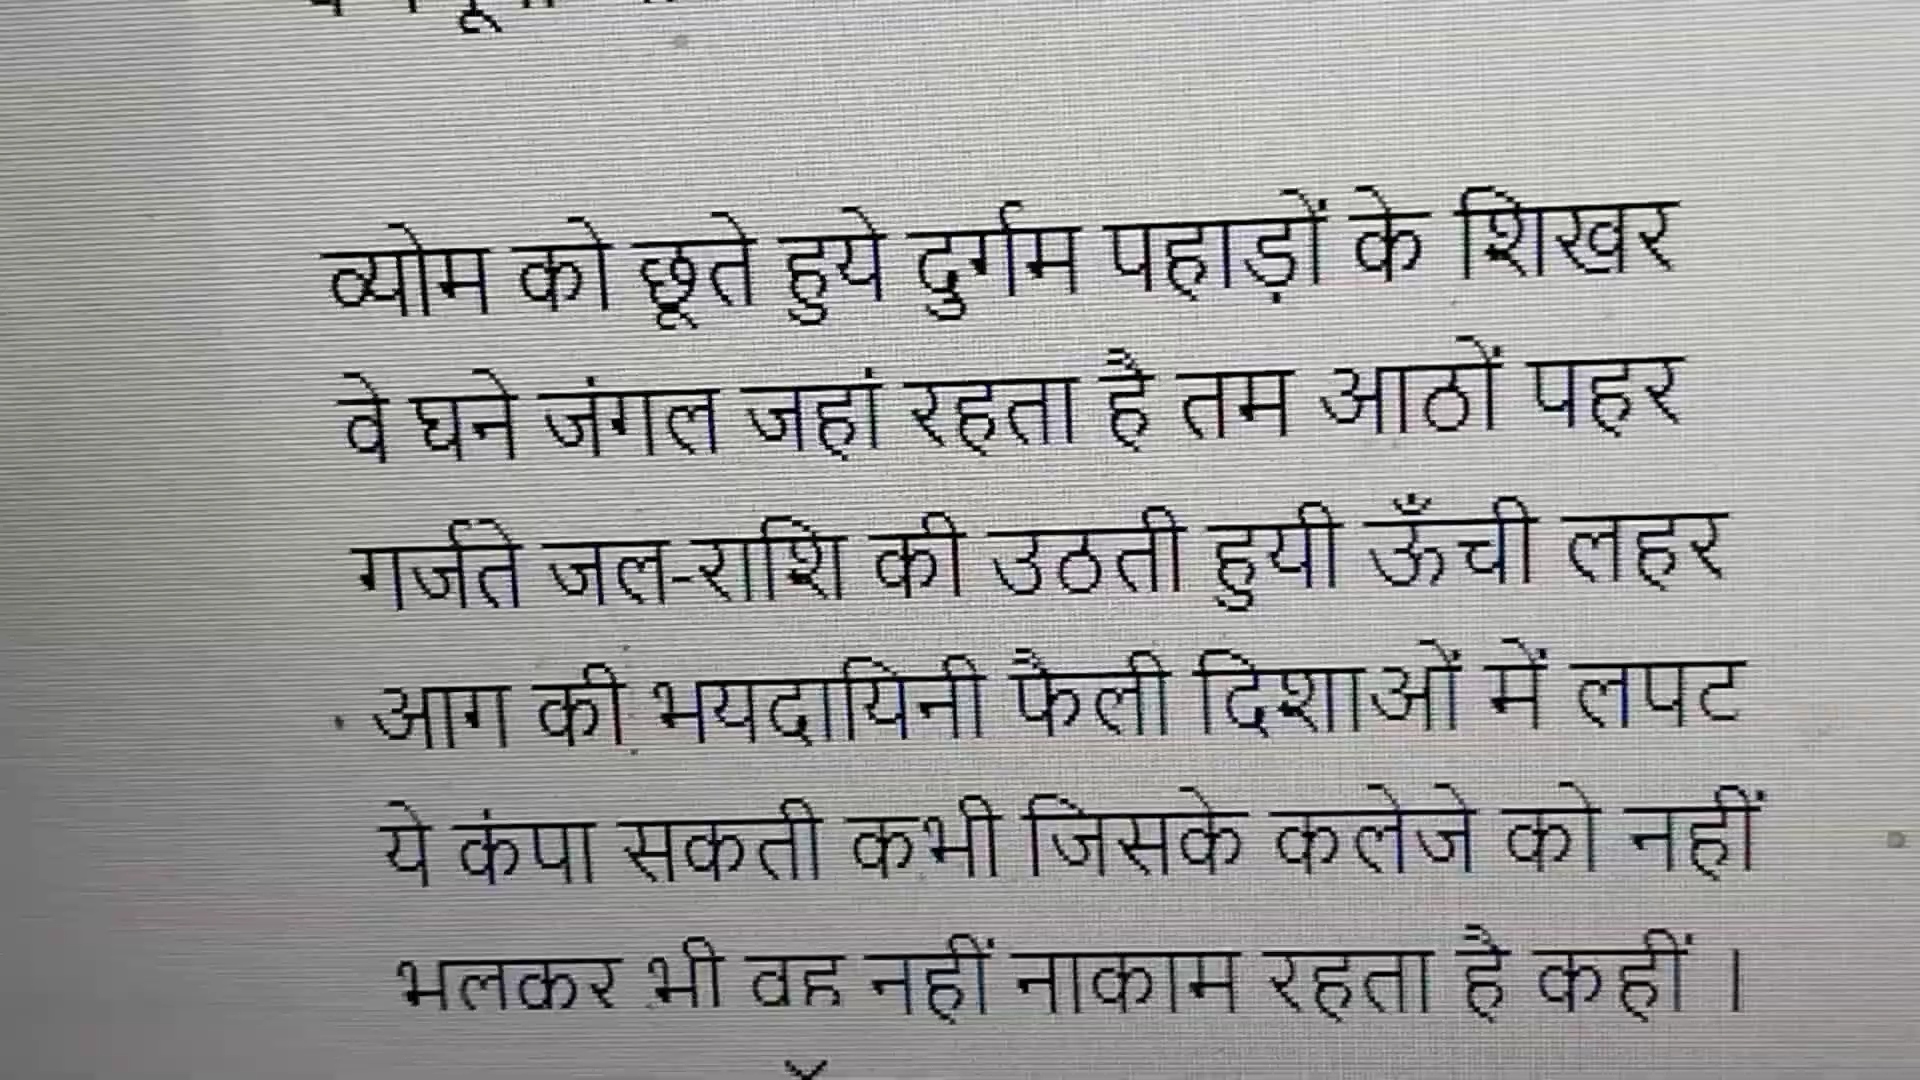 व्योम को छूते हुये दुर्गम पहाड़ों के शिखर
वे घने जंगल जहां रहता है तम आठों पहर
गर्जते जल-राशि की उठती हुयी ऊँची लहर
आग की भयदायिनी फैली दिशाओं में लपट
ये कंपा सकती कभी जिसके कलेजे को नहीं
भलकर भी वह नहीं नाकाम रहता है कहीं ।